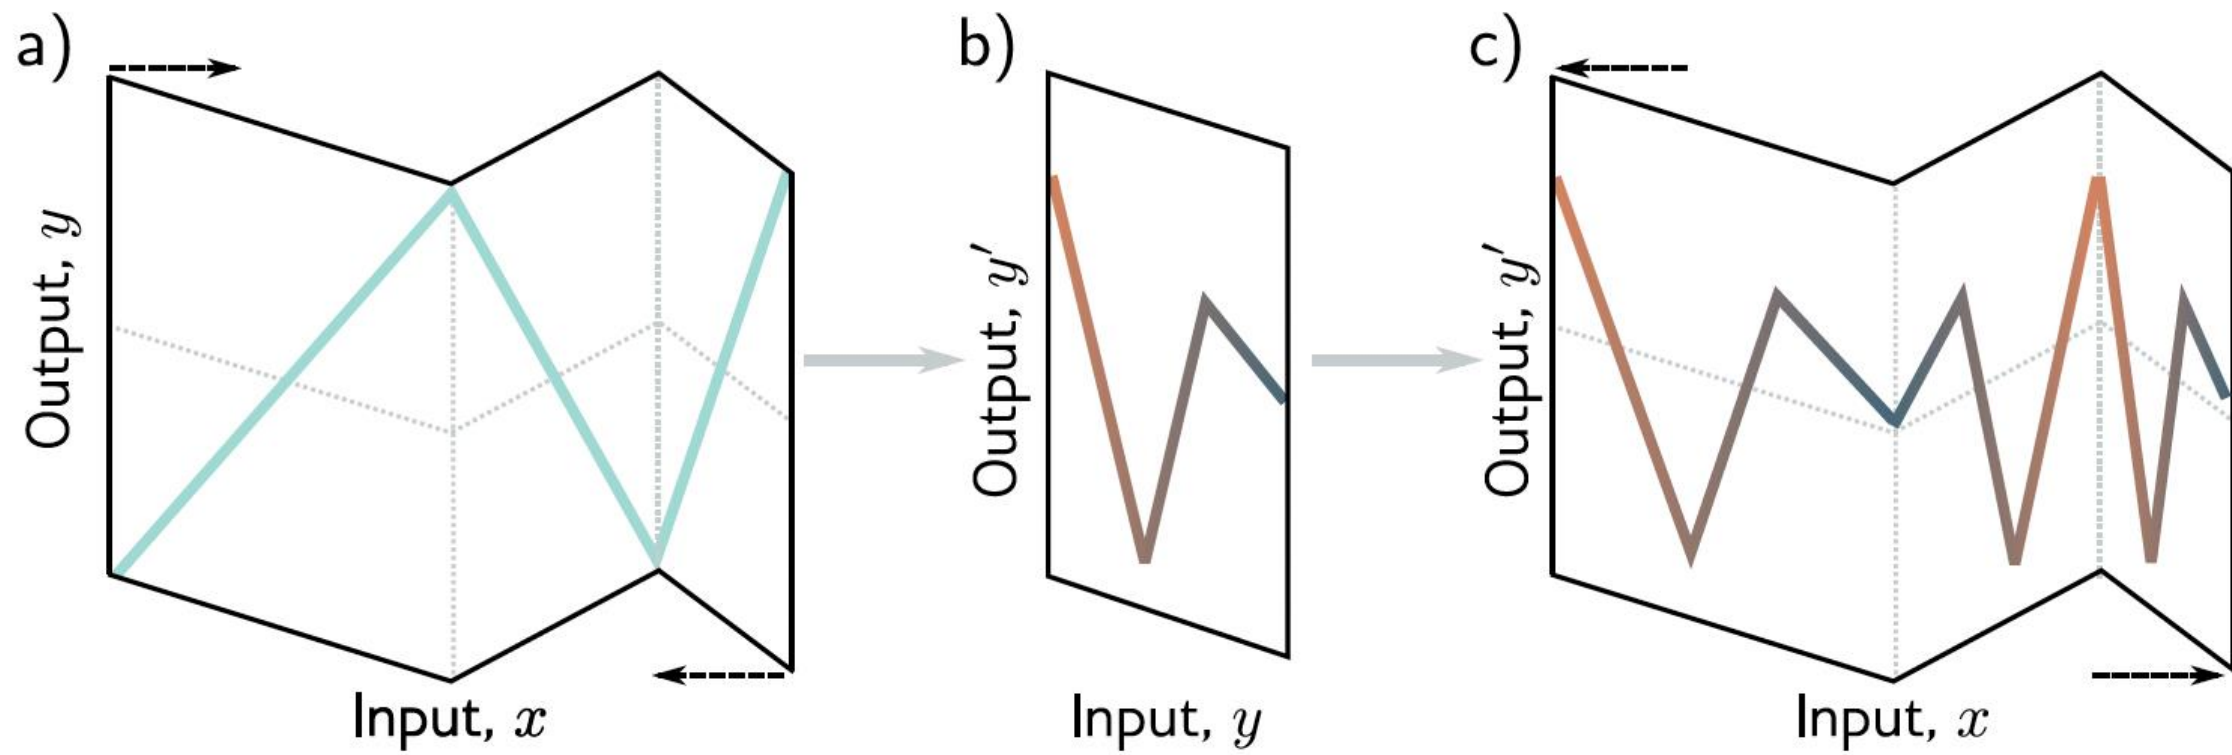 a)
Output, y
Input, x
b)
Output, y′
Input, y
c)
Output, y′
Input, x